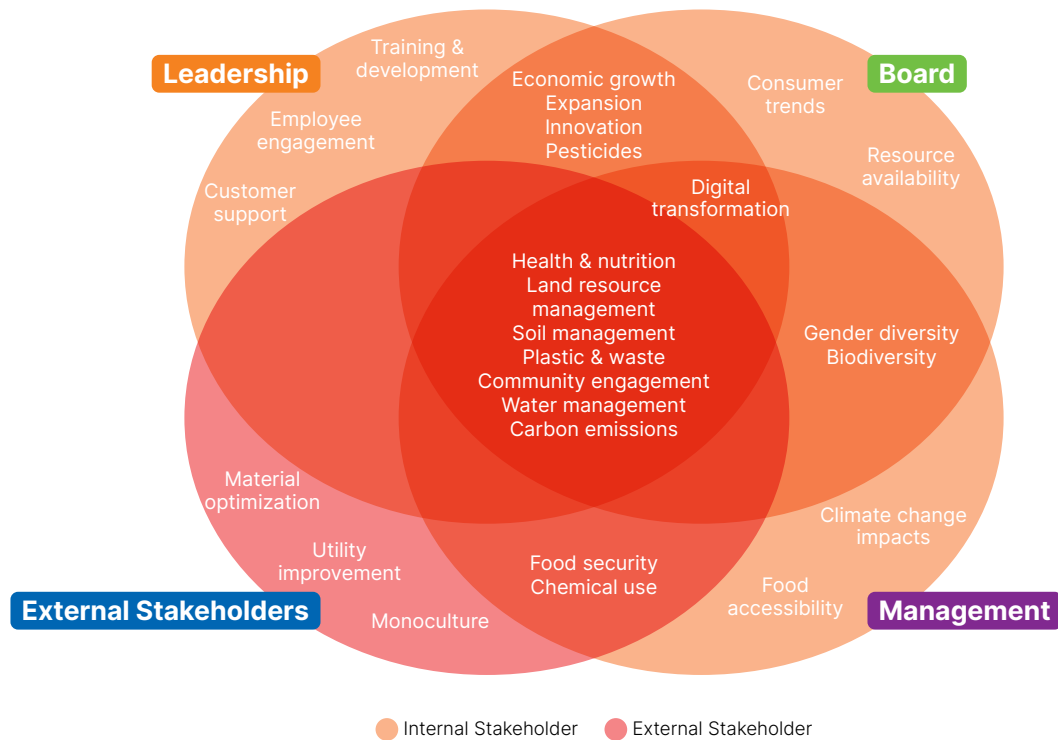 Leadership
Training &
development
Employee
engagement
Customer
support
Economic growth
Expansion
Innovation
Pesticides
Board
Consumer
trends
Resource
availability
Digital
transformation
Health & nutrition
Land resource
management
Soil management
Plastic & waste
Community engagement
Water management
Carbon emissions
Gender diversity
Biodiversity
Material
optimization
Utility
improvement
Monoculture
External Stakeholders
Food security
Chemical use
Climate change
impacts
Food
accessibility
Management
Internal Stakeholder
External Stakeholder